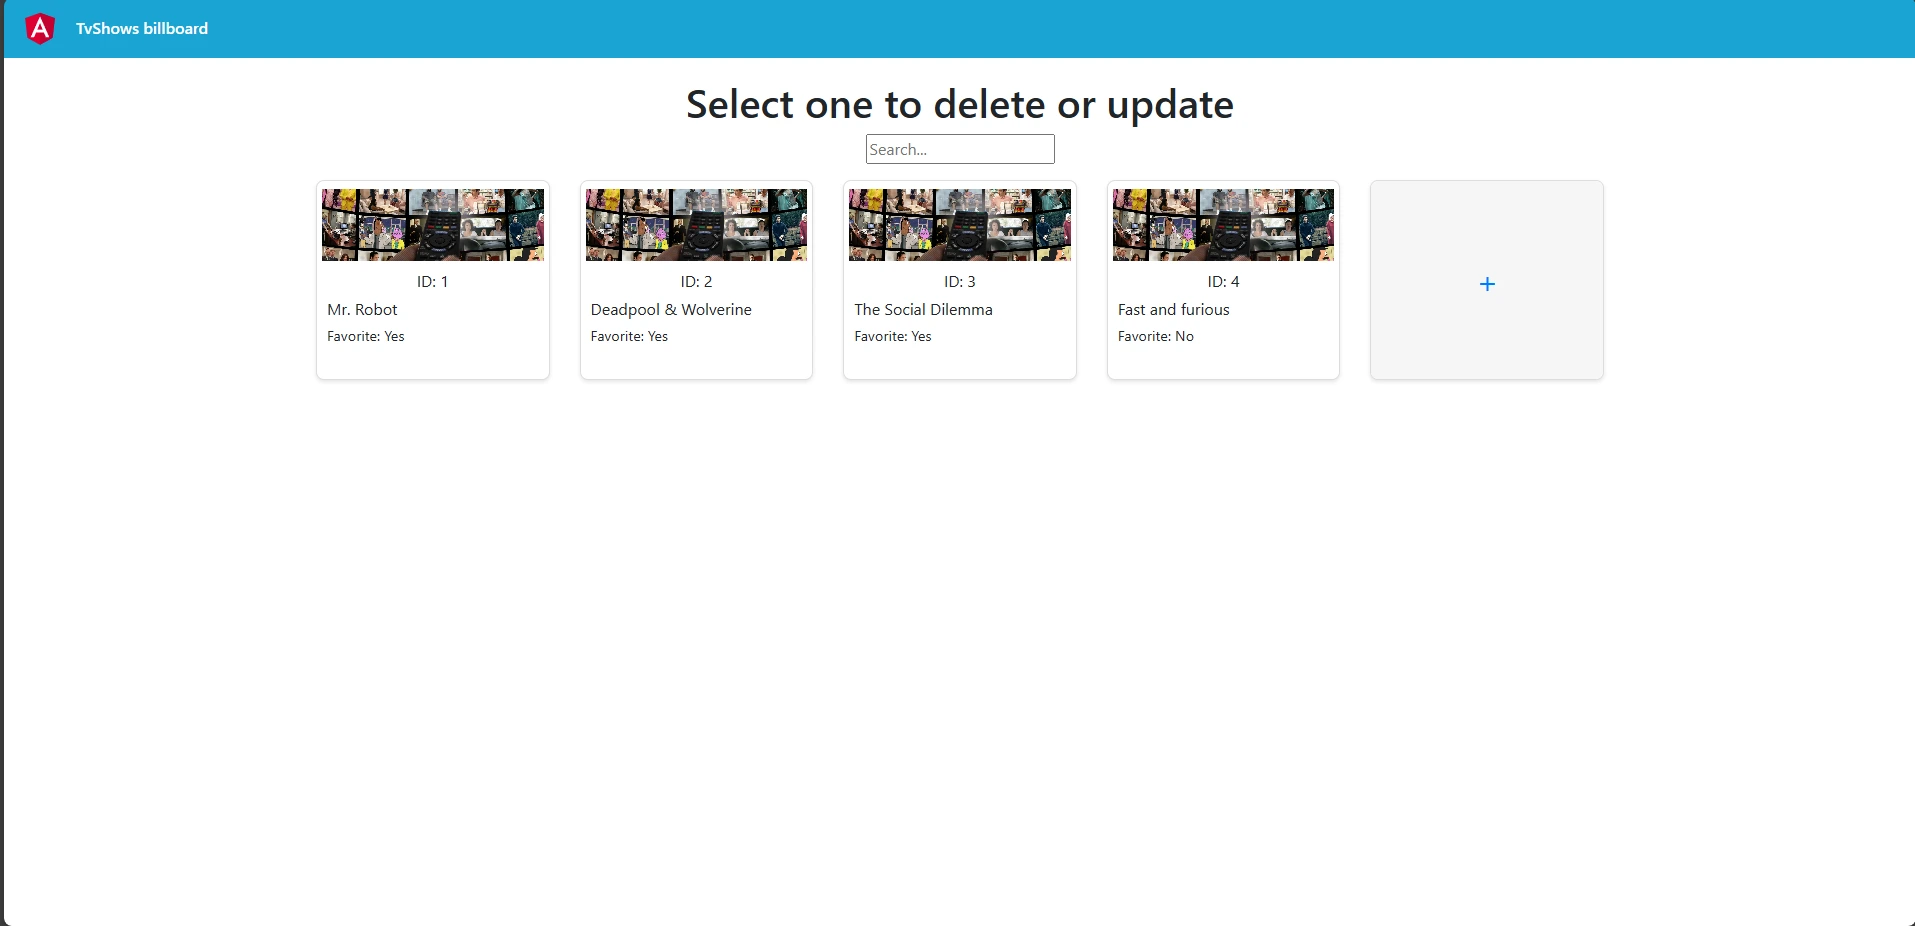 A
TvShows billboard
Select one to delete or update
Search...
ID: 1
Mr. Robot
Favorite: Yes
ID: 2
Deadpool & Wolverine
Favorite: Yes
ID: 3
The Social Dilemma
Favorite: Yes
ID: 4
Fast and furious
Favorite: No
+